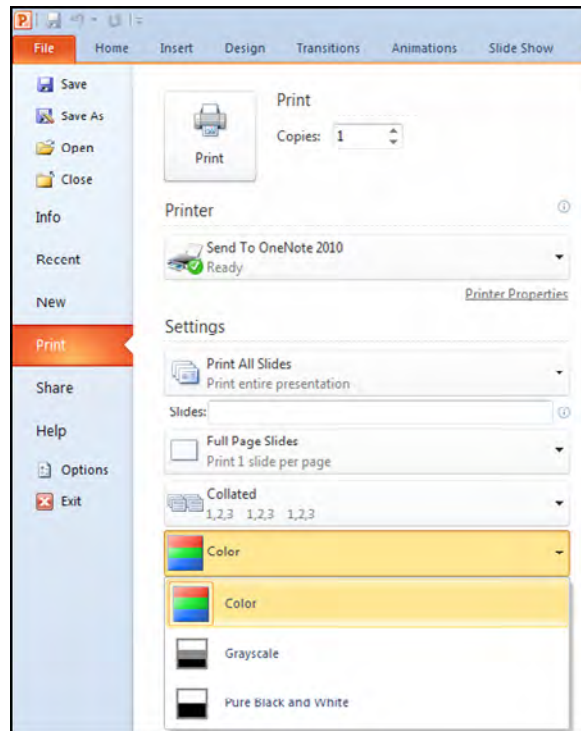 P
File Home Insert Design Transitions Animations Slide Show
Save
Save As
Open
Close
Info
Recent
New
Print
Share
Help
Options
Exit
Print
Print
Copies: 1
Printer
Send To OneNote 2010
Ready
Printer Properties
Settings
Print All Slides
Print entire presentation
Slides:
Full Page Slides
Print 1 slide per page
Collated
1,2,3 1,2,3 1,2,3
Color
Color
Grayscale
Pure Black and White